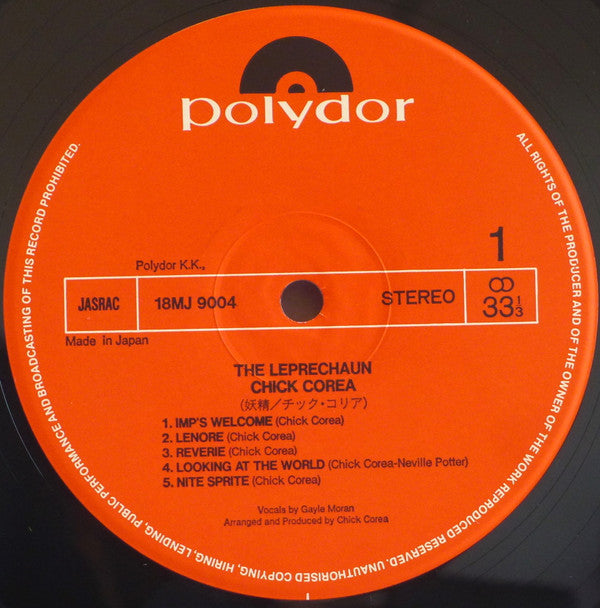 polydor
1
Polydor K.K.,
JASRAC 18MJ 9004 STEREO 33 1/3
Made in Japan
THE LEPRECHAUN
CHICK COREA
(妖精/チック・コリア)
1. IMP'S WELCOME (Chick Corea)
2. LENORE (Chick Corea)
3. REVERIE (Chick Corea)
4. LOOKING AT THE WORLD (Chick Corea-Neville Potter)
5. NITE SPRITE (Chick Corea)
Vocals by Gayle Moran
Arranged and Produced by Chick Corea
ALL RIGHTS OF THE PRODUCER AND OF THE OWNER OF THE WORK REPRODUCED RESERVED. UNAUTHORISED COPYING, HIRING, LENDING, PUBLIC PERFORMANCE AND BROADCASTING OF THIS RECORD PROHIBITED.